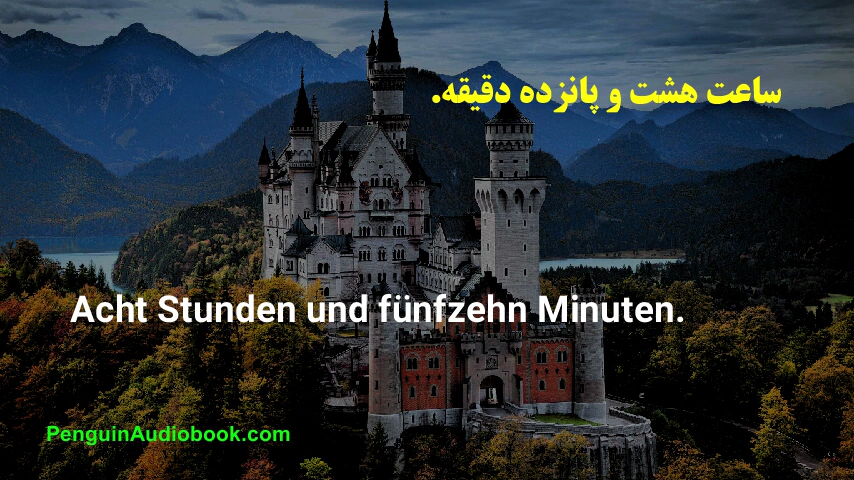 ساعت هشت و پانزده دقیقه.
Acht Stunden und fünfzehn Minuten.
PenguinAudiobook.com